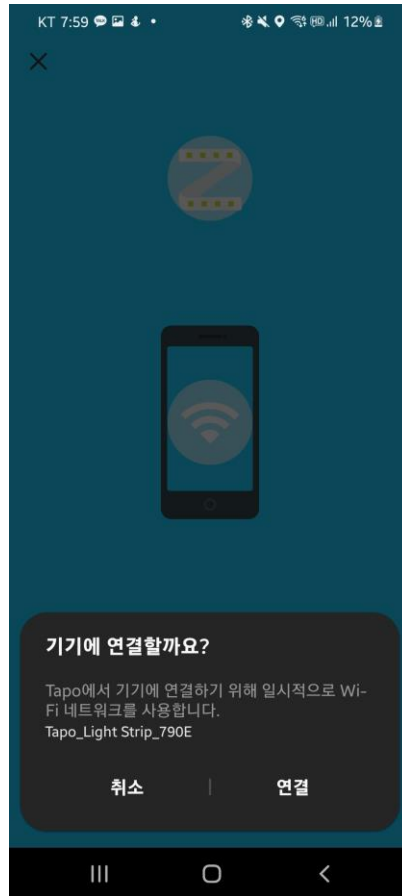 KT 7:59
12%
기기에 연결할까요?
Tapo에서 기기에 연결하기 위해 일시적으로 Wi-
Fi 네트워크를 사용합니다.
Tapo_Light Strip_790E
취소 | 연결